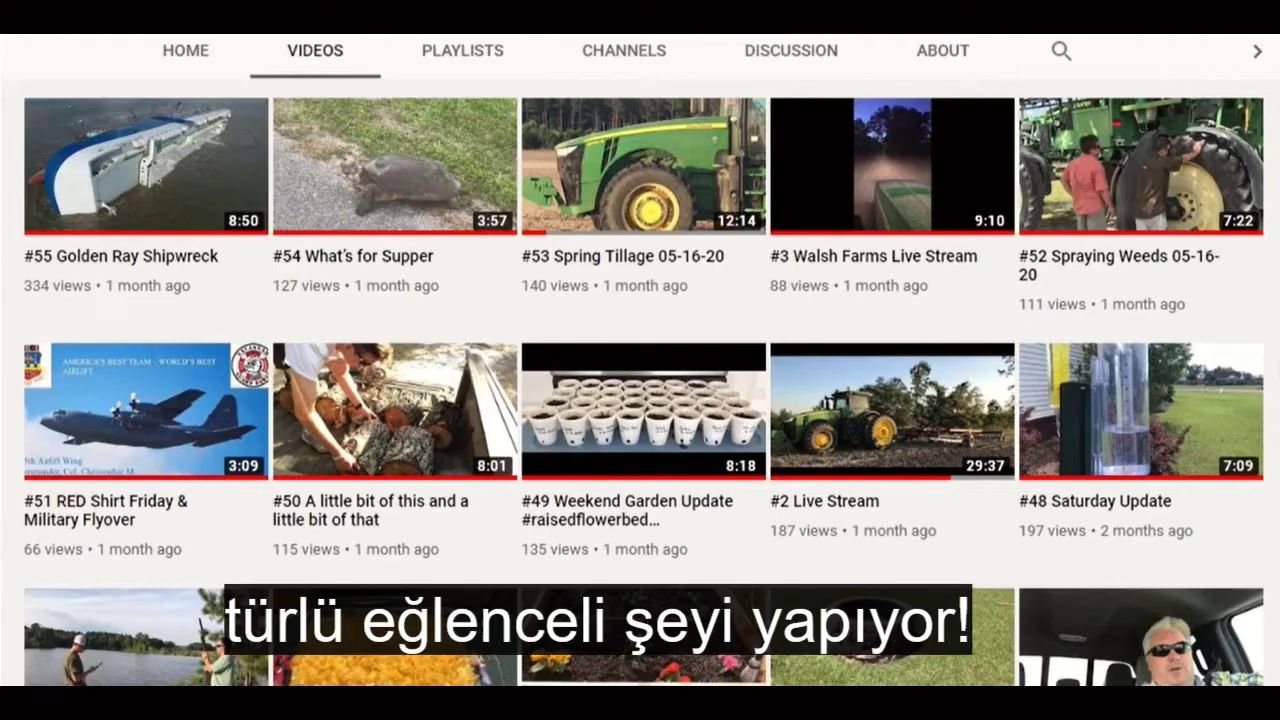 HOME VIDEOS PLAYLISTS CHANNELS DISCUSSION ABOUT
8:50
3:57
12:14
9:10
7:22
#55 Golden Ray Shipwreck
334 views • 1 month ago
#54 What's for Supper
127 views • 1 month ago
#53 Spring Tillage 05-16-20
140 views • 1 month ago
#3 Walsh Farms Live Stream
88 views • 1 month ago
#52 Spraying Weeds 05-16-
20
111 views • 1 month ago
AMERICA'S BEST TEAM - WORLD'S BEST
AIRLIFT
5th Airlift Wing
3:09
8:01
8:18
29:37
7:09
#51 RED Shirt Friday &
Military Flyover
66 views • 1 month ago
#50 A little bit of this and a
little bit of that
115 views • 1 month ago
#49 Weekend Garden Update
#raisedflowerbed...
135 views • 1 month ago
#2 Live Stream
187 views • 1 month ago
#48 Saturday Update
197 views • 2 months ago
türlü eğlenceli şeyi yapıyor!